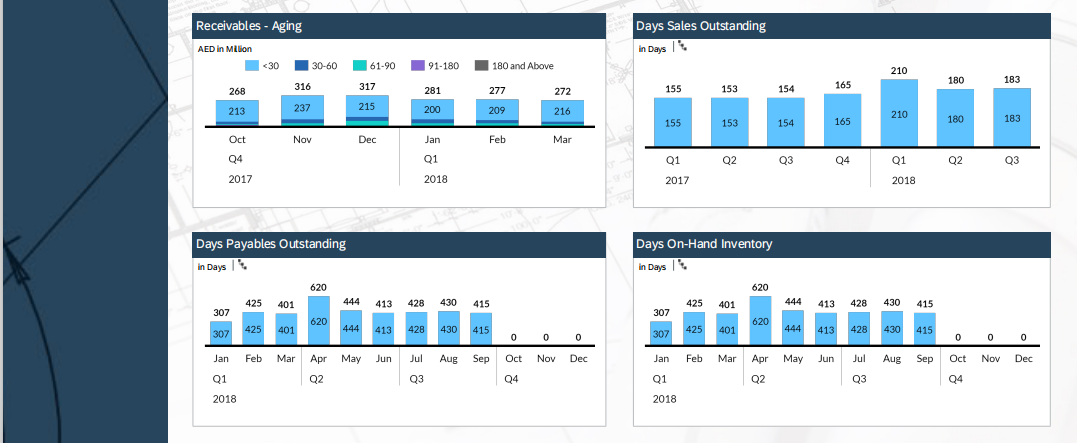 Receivables - Aging
AED in Million
<30 30-60 61-90 91-180 180 and Above
268 316 317 281 277 272
213 237 215 200 209 216
Oct Nov Dec Jan Feb Mar
Q4 Q1
2017 2018
Days Sales Outstanding
in Days
155 153 154 165 210 180 183
155 153 154 165 210 180 183
Q1 Q2 Q3 Q4 Q1 Q2 Q3
2017 2018
Days Payables Outstanding
in Days
307 425 401 620 444 413 428 430 415 0 0 0
307 425 401 620 444 413 428 430 415
Jan Feb Mar Apr May Jun Jul Aug Sep Oct Nov Dec
Q1 Q2 Q3 Q4
2018
Days On-Hand Inventory
in Days
307 425 401 620 444 413 428 430 415 0 0 0
307 425 401 620 444 413 428 430 415
Jan Feb Mar Apr May Jun Jul Aug Sep Oct Nov Dec
Q1 Q2 Q3 Q4
2018